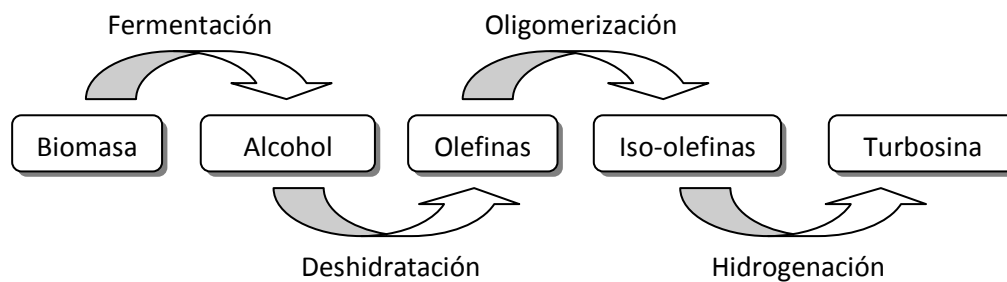 Fermentación
Oligomerización
Biomasa
Alcohol
Olefinas
Iso-olefinas
Turbosina
Deshidratación
Hidrogenación